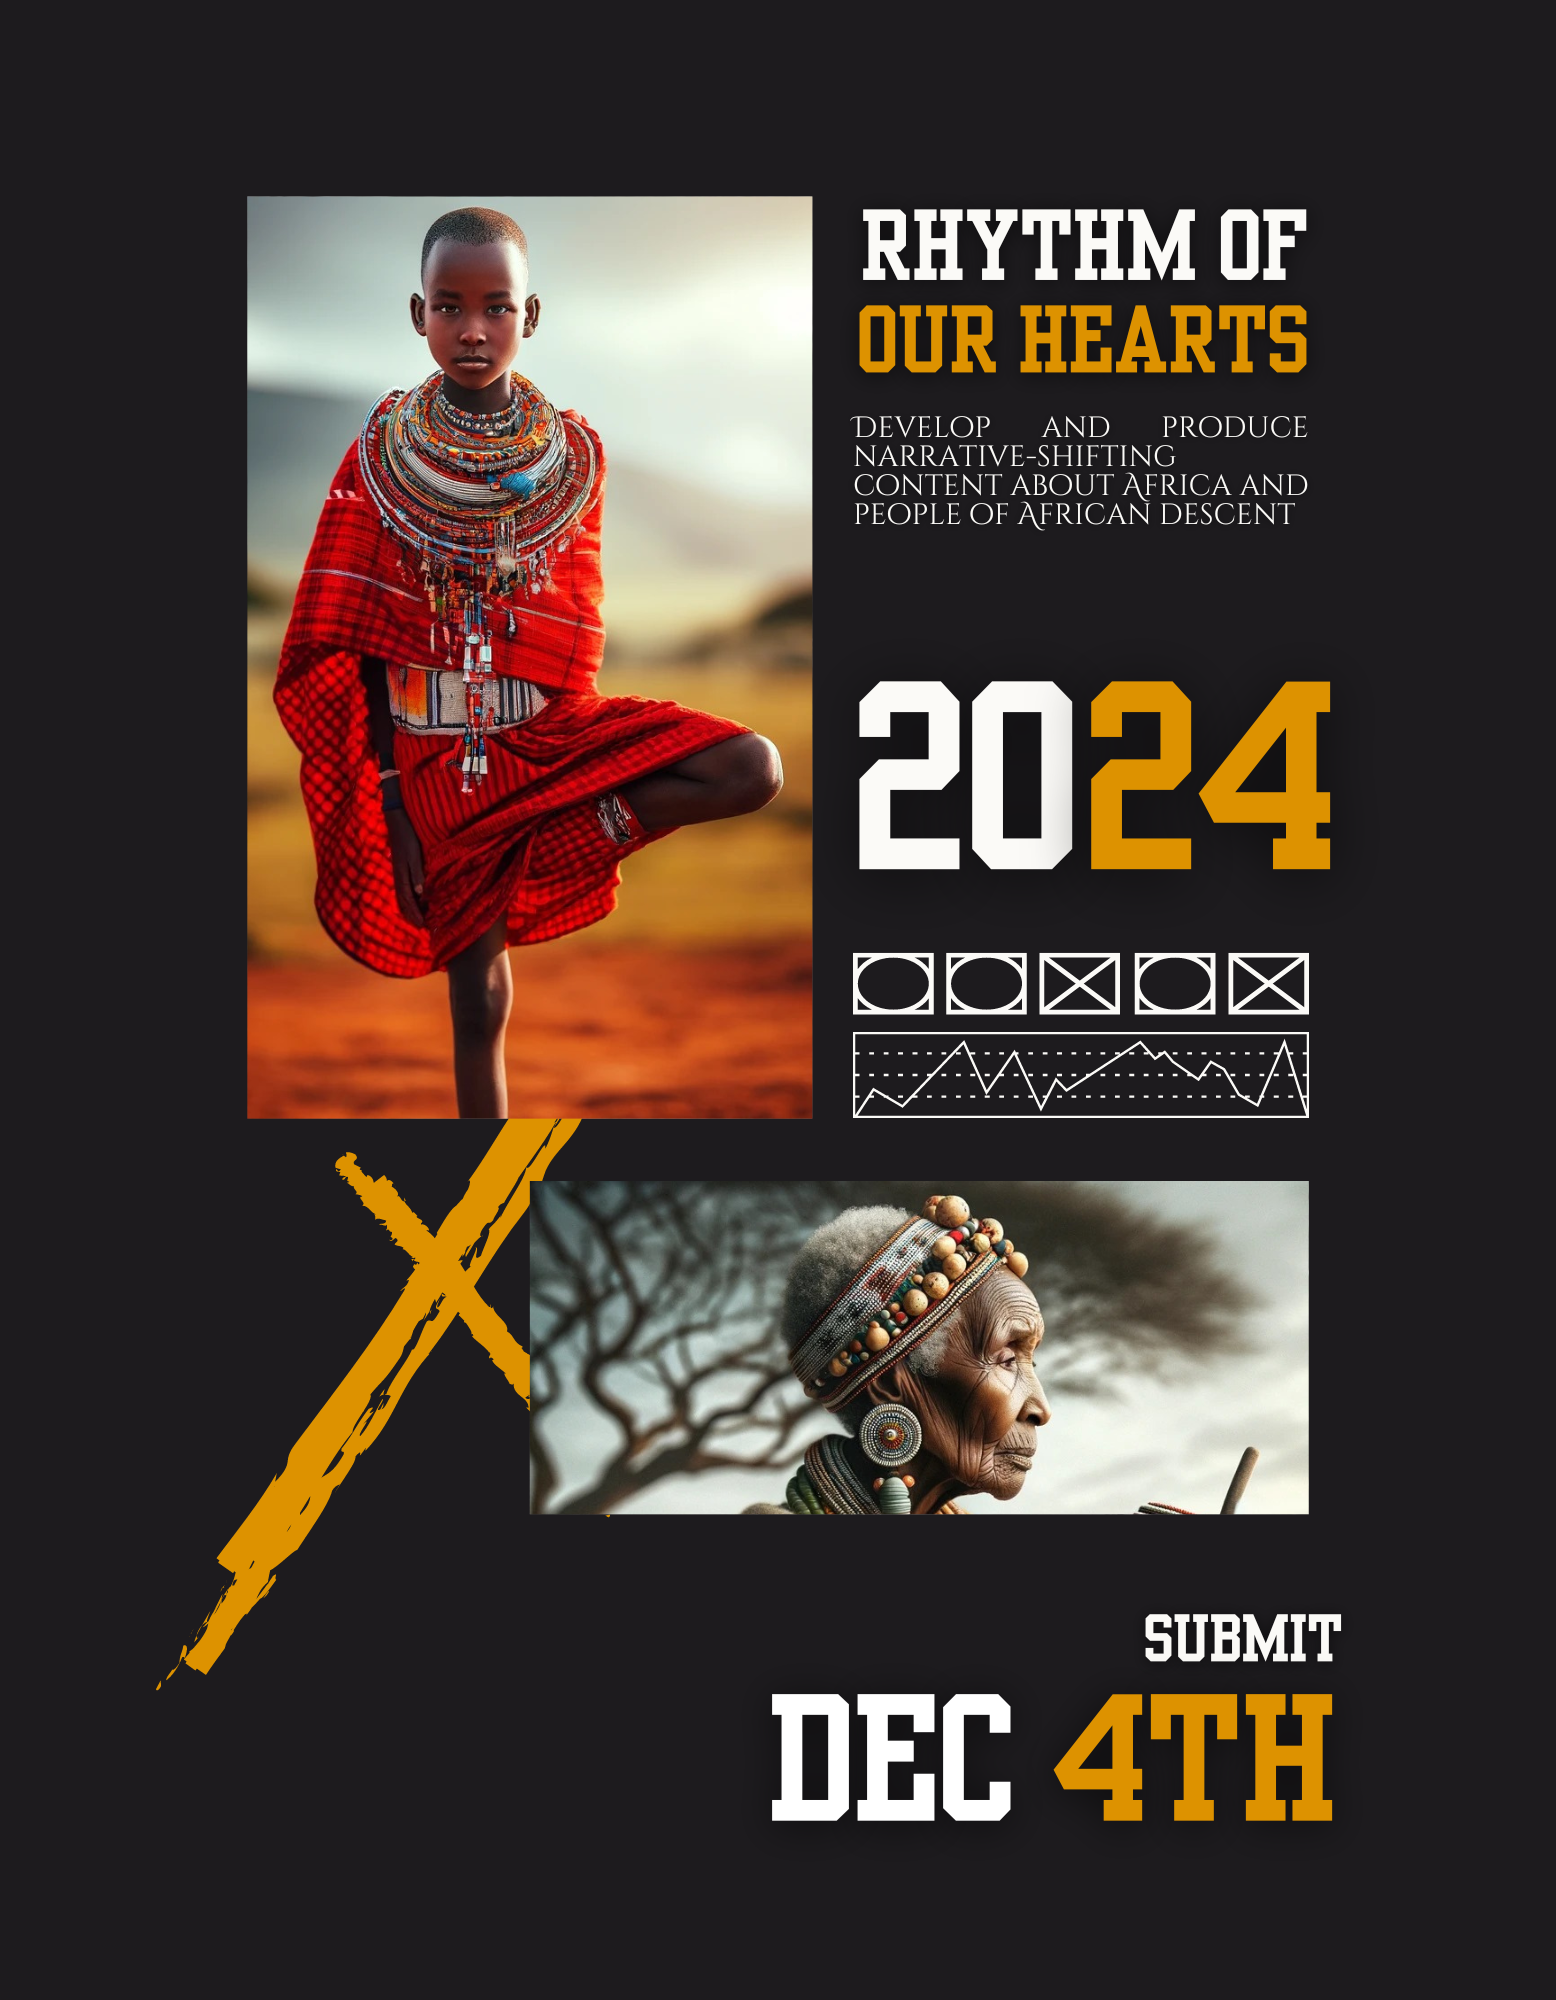 RHYTHM OF
OUR HEARTS
DEVELOP AND PRODUCE
NARRATIVE-SHIFTING
CONTENT ABOUT AFRICA AND
PEOPLE OF AFRICAN DESCENT
2024
SUBMIT
DEC 4TH